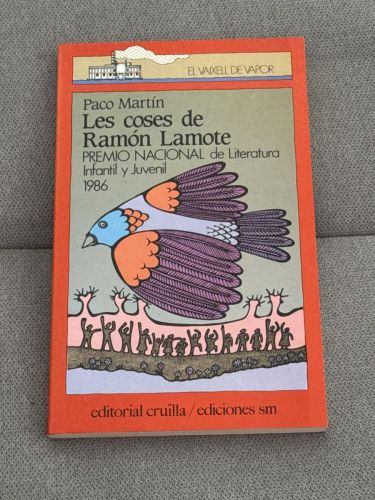 EL VAIXELL DE VAPOR
Paco Martín
Les coses de
Ramón Lamote
PREMIO NACIONAL de Literatura
Infantil y Juvenil
1986
editorial cruïlla / ediciones sm